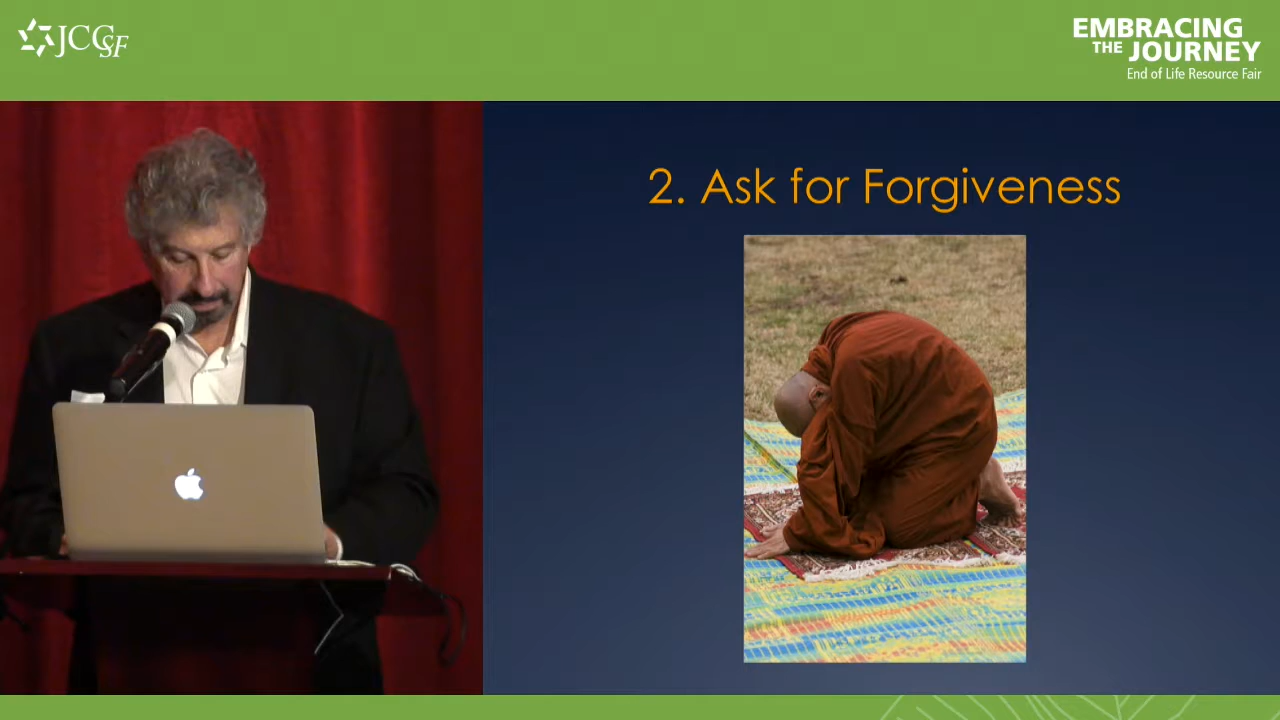 JCCSF
EMBRACING
THE JOURNEY
End of Life Resource Fair
2. Ask for Forgiveness